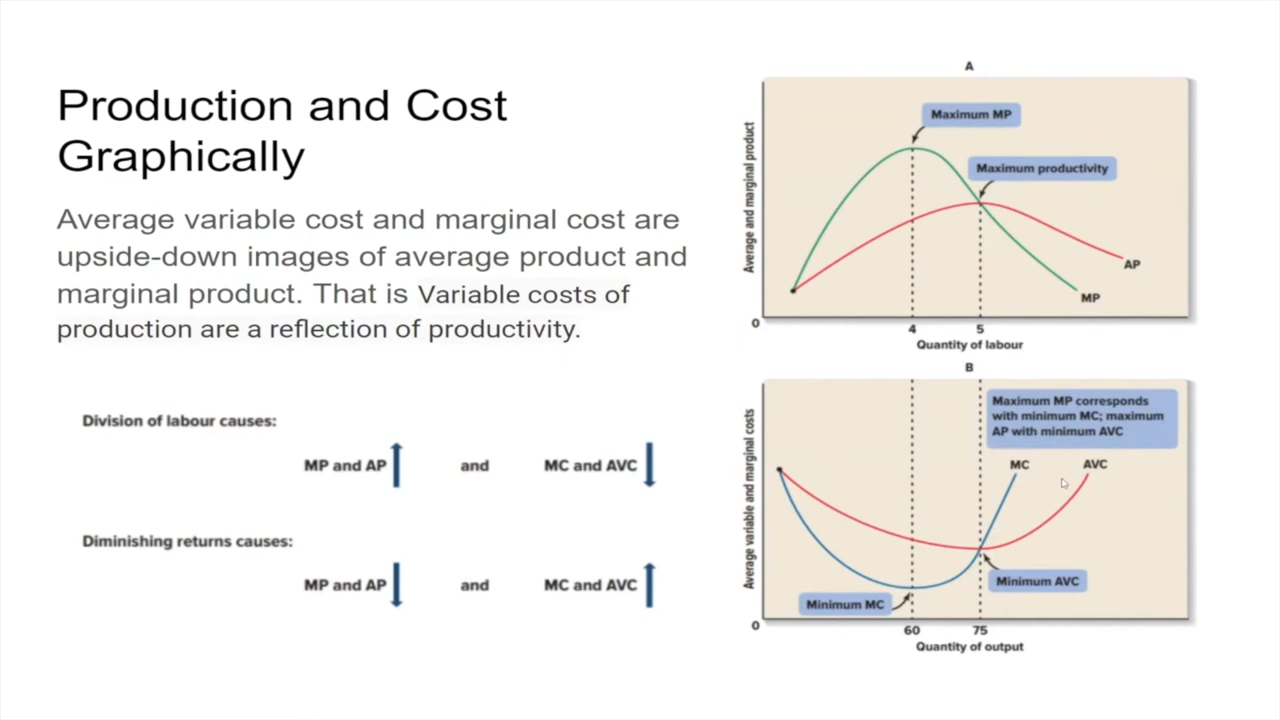 Production and Cost
Graphically
Average variable cost and marginal cost are
upside-down images of average product and
marginal product. That is Variable costs of
production are a reflection of productivity.
Division of labour causes:
MP and AP and MC and AVC
Diminishing returns causes:
MP and AP and MC and AVC
A
Average and marginal product
Maximum MP
Maximum productivity
AP
MP
0
4 5
Quantity of labour
B
Average variable and marginal costs
Maximum MP corresponds
with minimum MC; maximum
AP with minimum AVC
MC AVC
Minimum AVC
Minimum MC
0
60 75
Quantity of output